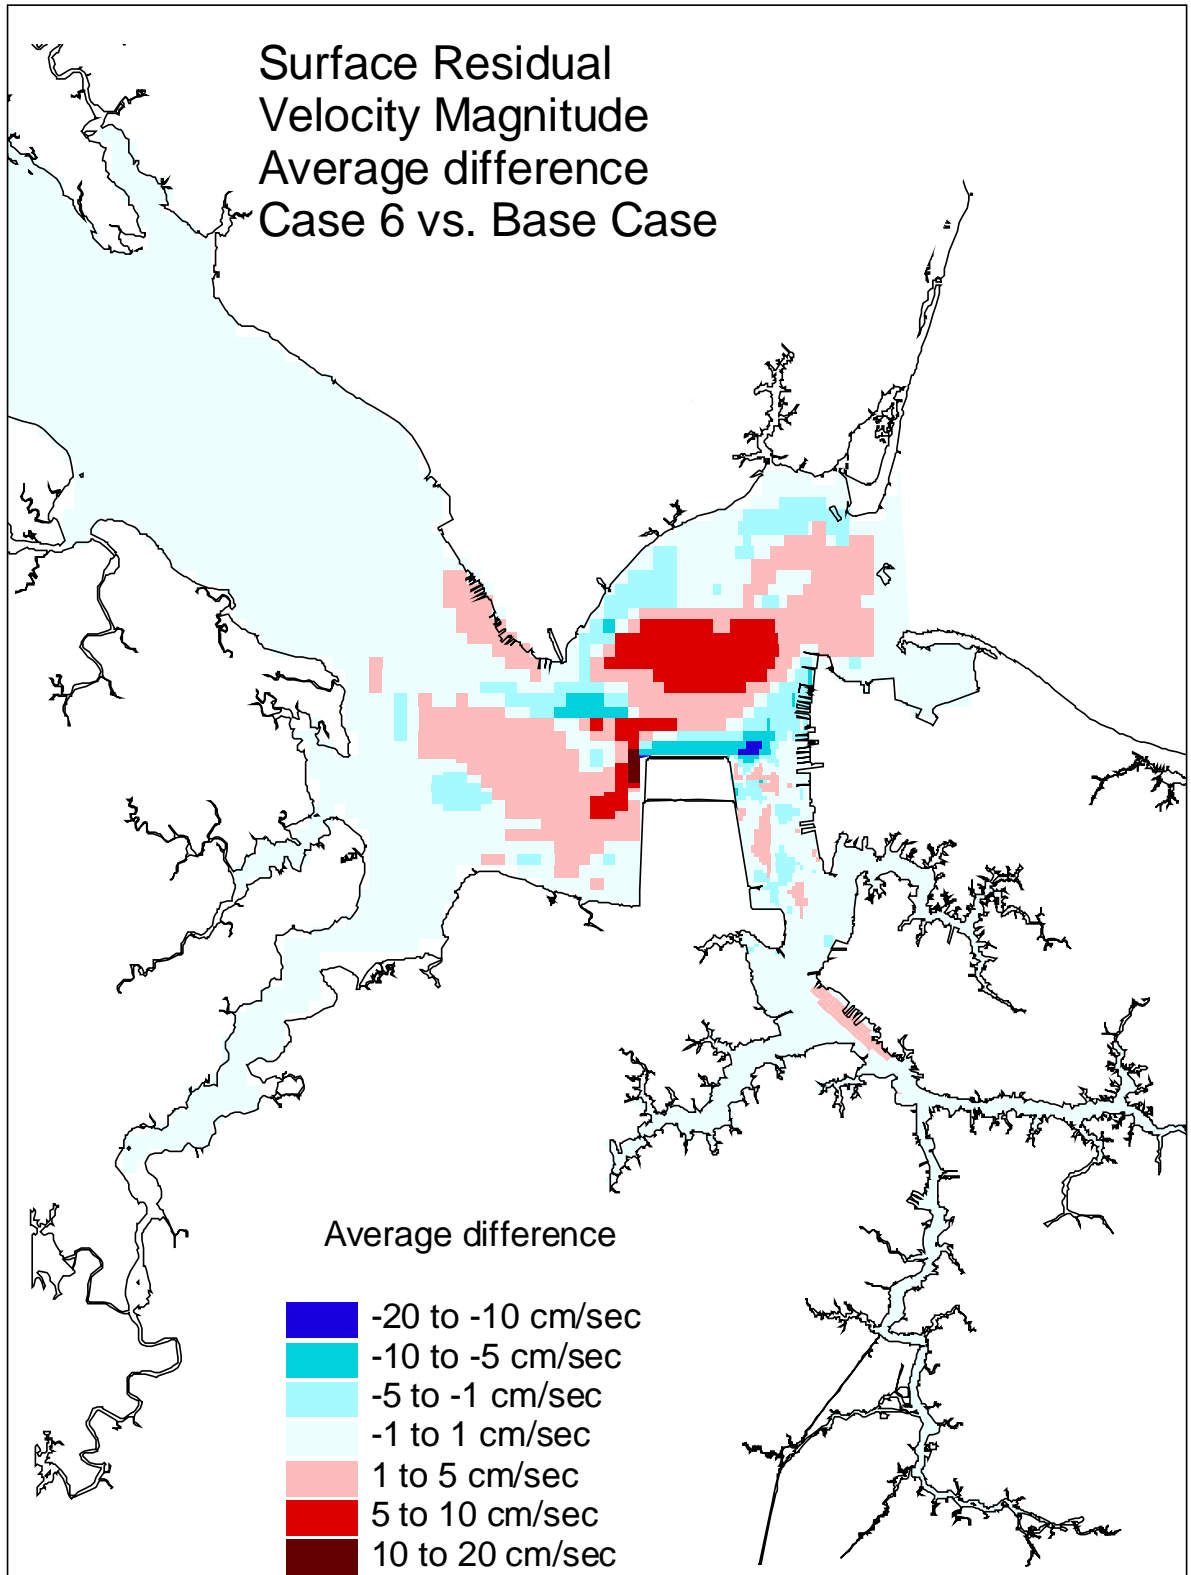 Surface Residual
Velocity Magnitude
Average difference
Case 6 vs. Base Case
Average difference
-20 to -10 cm/sec
-10 to -5 cm/sec
-5 to -1 cm/sec
-1 to 1 cm/sec
1 to 5 cm/sec
5 to 10 cm/sec
10 to 20 cm/sec